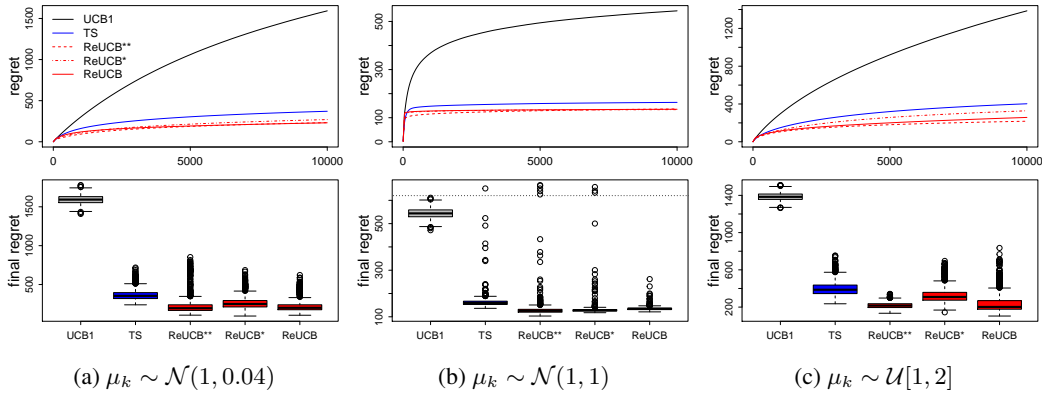 regret
0 500 1000 1500
UCB1
TS
ReUCB**
ReUCB*
ReUCB
0 5000 10000
regret
0 100 300 500
0 5000 10000
regret
0 400 800 1200
0 5000 10000
final regret
500 1000 1500
UCB1 TS ReUCB** ReUCB* ReUCB
final regret
100 300 500
UCB1 TS ReUCB** ReUCB* ReUCB
final regret
200 600 1000 1400
UCB1 TS ReUCB** ReUCB* ReUCB
(a) μₖ ∼ 𝒩(1, 0.04)
(b) μₖ ∼ 𝒩(1, 1)
(c) μₖ ∼ 𝒰[1, 2]